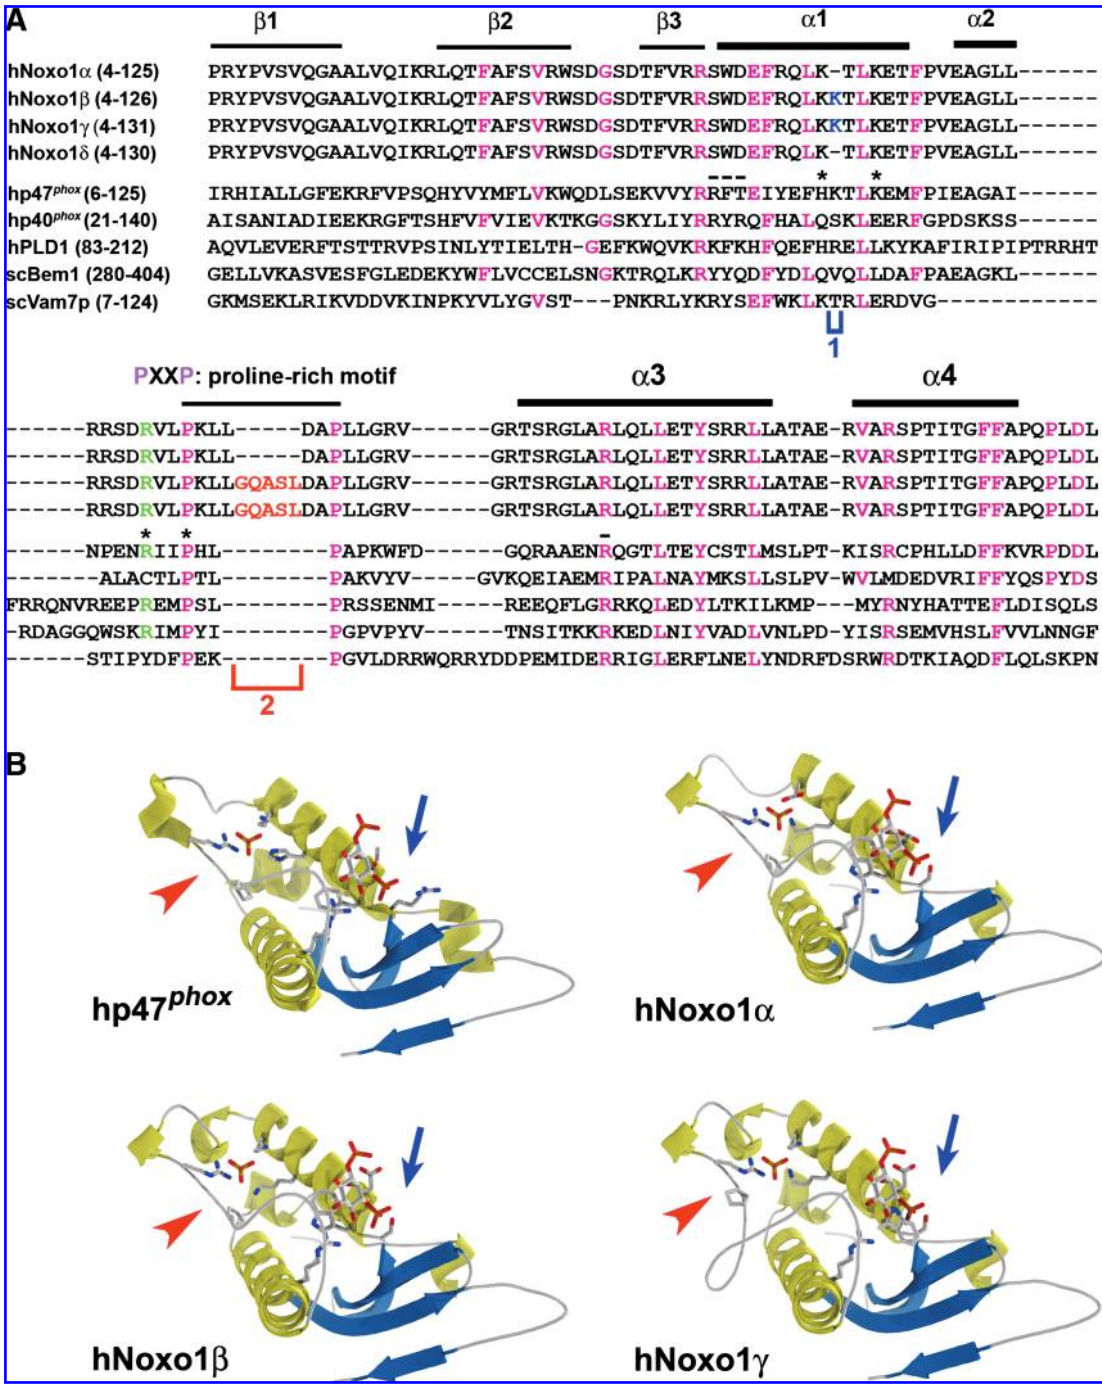 A
β1 β2 β3 α1 α2
hNoxo1α (4-125) PRYPVSVQGAALVQIKRLQTFAFSVRWSDGSDTFVRRSWDEFRQLK-TLKETFPVEAGLL------
hNoxo1β (4-126) PRYPVSVQGAALVQIKRLQTFAFSVRWSDGSDTFVRRSWDEFRQLKKTLKETFPVEAGLL------
hNoxo1γ (4-131) PRYPVSVQGAALVQIKRLQTFAFSVRWSDGSDTFVRRSWDEFRQLKKTLKETFPVEAGLL------
hNoxo1δ (4-130) PRYPVSVQGAALVQIKRLQTFAFSVRWSDGSDTFVRRSWDEFRQLK-TLKETFPVEAGLL------
--- * *
hp47phox (6-125) IRHIALLGFEKRFVPSQHYVYMFLVKWQDLSEKVVYRRFTEIYEFHKTLKEMFPIEAGAI------
hp40phox (21-140) AISANIADIEEKRGFTSHFVFVIEVKTKGGSKYLIYRRYRQFHALQSKLEERFGPDSKSS------
hPLD1 (83-212) AQVLEVERFTSTTRVPSINLYTIELTH-GEFKWQVKRKFKHFQEFHRELLKYKAFIRIPIPTRRHT
scBem1 (280-404) GELLVKASVESFGLEDEKYWFLVCCELSNGKTRQLKRYYQDFYDLQVQLLDAFPAEAGKL------
scVam7p (7-124) GKMSEKLRIKVDDVKINPKYVLYGVST---PNKRLYKRYSEFWKLKTRLERDVG------------
1
PXXP: proline-rich motif α3 α4
------RRSDRVLPKLL-----DAPLLGRV------GRTSRGLARLQLLETYSRRLLATAE-RVARSPTITGFFAPQPLDL
------RRSDRVLPKLL-----DAPLLGRV------GRTSRGLARLQLLETYSRRLLATAE-RVARSPTITGFFAPQPLDL
------RRSDRVLPKLLGQASLDAPLLGRV------GRTSRGLARLQLLETYSRRLLATAE-RVARSPTITGFFAPQPLDL
------RRSDRVLPKLLGQASLDAPLLGRV------GRTSRGLARLQLLETYSRRLLATAE-RVARSPTITGFFAPQPLDL
* * -
------NPENRIIPHL--------PAPKWFD------GQRAAENRQGTLTEYCSTLMSLPT-KISRCPHLLDFFKVRPDDL
-------ALACTLPTL--------PAKVYV----GVKQEIAEMRIPALNAYMKSLLSLPV-WVLMDEDVRIFFYQSPYDS
FRRQNVREEPREMPSL--------PRSSENMI----REEQFLGRRKQLEDYLTKILKMP---MYRNYHATTEFLDISQLS
-RDAGGQWSKRIMPYI--------PGPVPYV------TNSITKKRKEDLNIYVADLVNLPD-YISRSEMVHSLFVVLNNGF
------STIPYDFPEK--------PGVLDRRWQRRYDDPEMIDERRIGLERFLNELYNDRFDSRWRDTKIAQDFLQLSKPN
2
B
hp47phox
hNoxo1α
hNoxo1β
hNoxo1γ